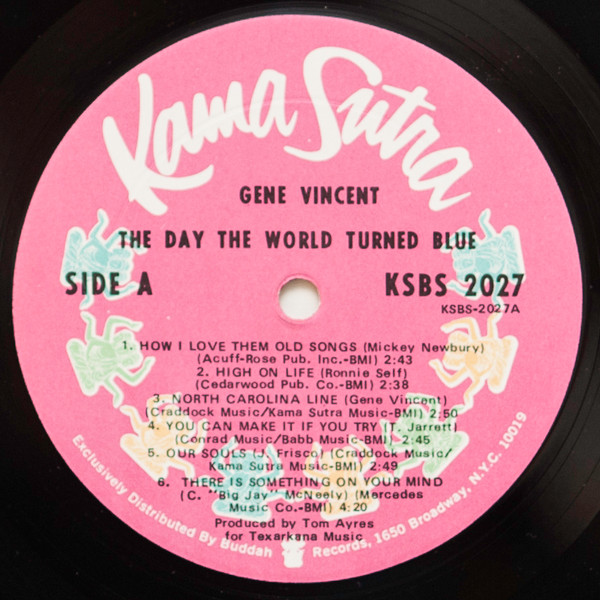 Kama Sutra
GENE VINCENT
THE DAY THE WORLD TURNED BLUE
SIDE A
KSBS 2027
KSBS-2027A
1. HOW I LOVE THEM OLD SONGS (Mickey Newbury)
(Acuff-Rose Pub. Inc.-BMI) 2:43
2. HIGH ON LIFE (Ronnie Self)
(Cedarwood Pub. Co.-BMI) 2:38
3. NORTH CAROLINA LINE (Gene Vincent)
(Craddock Music/Kama Sutra Music-BMI) 2:50
4. YOU CAN MAKE IT IF YOU TRY (T. Jarrett)
(Conrad Music/Babb Music-BMI) 2:45
5. OUR SOULS (J. Frisco) (Craddock Music/
Kama Sutra Music-BMI) 2:49
6. THERE IS SOMETHING ON YOUR MIND
(C. "Big Jay" McNeely) (Mercedes
Music Co.-BMI) 4:20
Produced by Tom Ayres
for Texarkana Music
Exclusively Distributed By Buddah Records, 1650 Broadway, N.Y.C. 10019